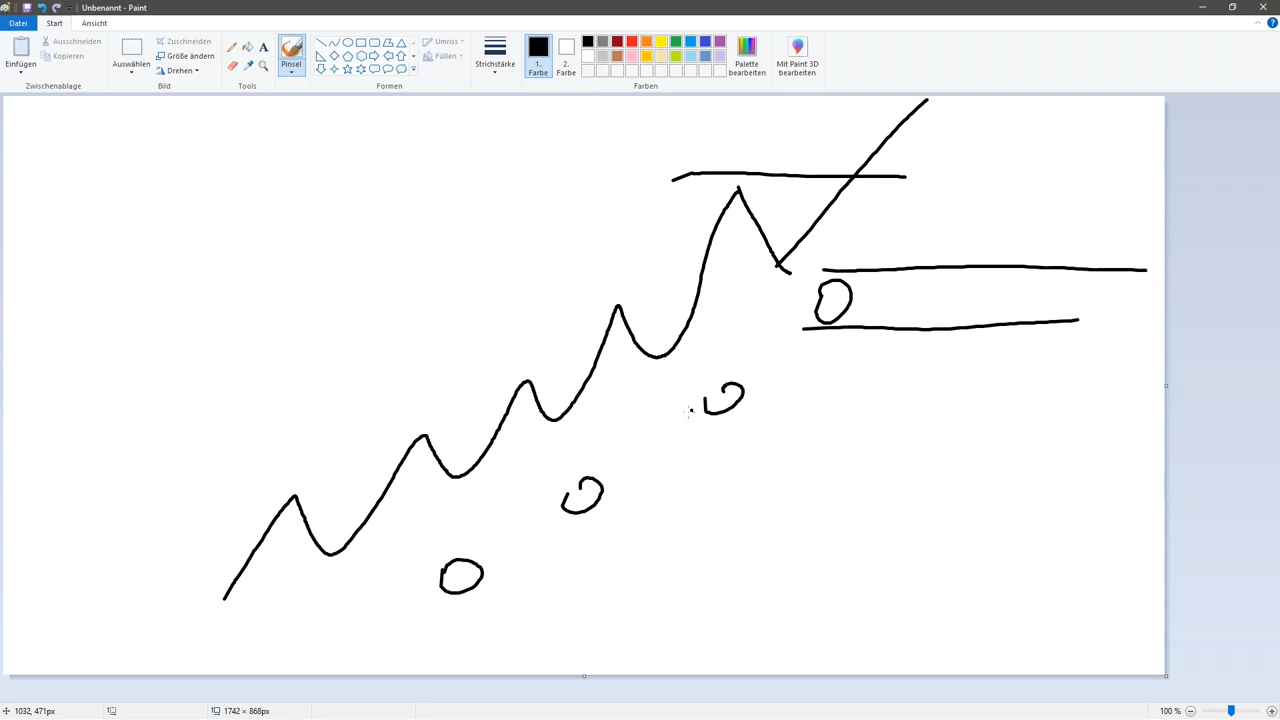 Unbenannt - Paint
Datei Start Ansicht
Einfügen
Ausschneiden
Kopieren
Zwischenablage
Auswählen
Zuschneiden
Größe ändern
Drehen
Bild
A
Tools
Pinsel
Umriss
Füllen
Formen
Strichstärke
1. Farbe
2. Farbe
Palette bearbeiten
Farben
Mit Paint 3D bearbeiten
1032, 471px
1742 × 868px
100 %